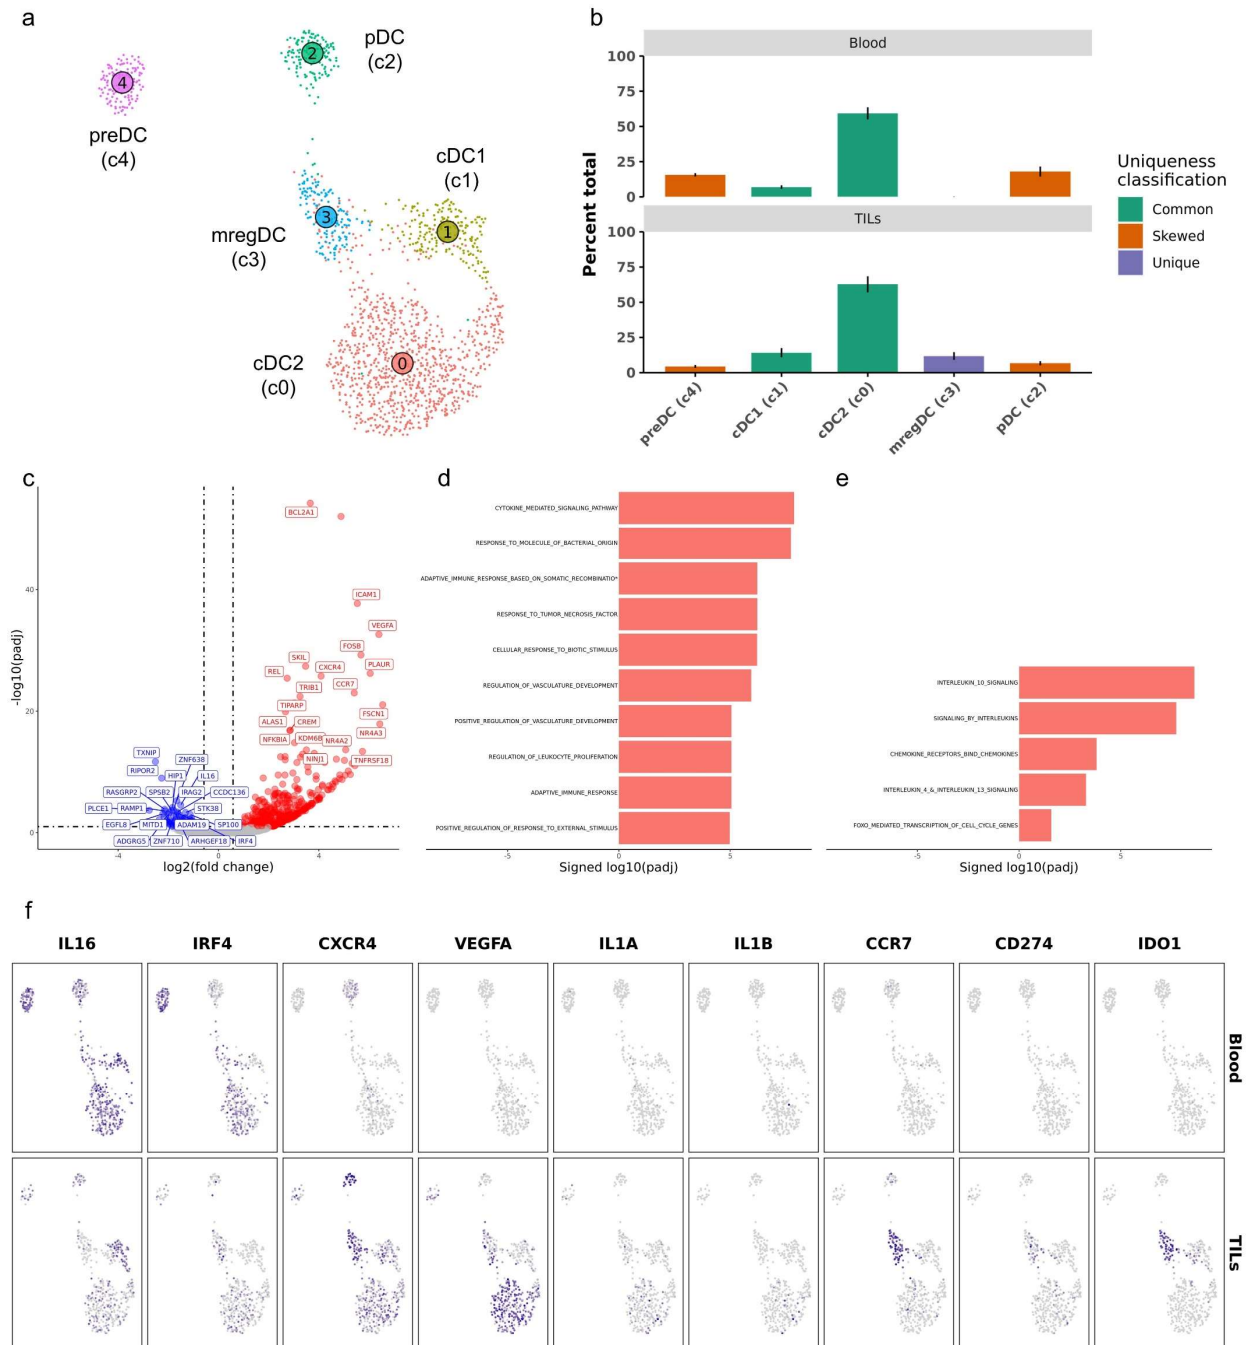 a
pDC
(c2)
2
4
preDC
(c4)
cDC1
(c1)
3
1
mregDC
(c3)
cDC2
(c0)
0
b
Blood
100
75
50
25
0
TILs
100
75
50
25
0
Percent total
preDC (c4)
cDC1 (c1)
cDC2 (c0)
mregDC (c3)
pDC (c2)
Uniqueness
classification
Common
Skewed
Unique
c
BCL2A1
40
ICAM1
VEGFA
FOSB
SKIL
PLAUR
CXCR4
REL
CCR7
TRIB1
TIPARP
20
FSCN1
ALAS1
CREM
NR4A3
NFKBIA
KDM6B
NR4A2
TXNIP
ZNF638
NINJ1
TNFRSF18
RIPOR2
HIP1
IL16
RASGRP2
SPSB2
IRAG2
CCDC136
PLCE1
RAMP1
STK38
EGFL8
MITD1
ADAM19
SP100
0
ADGRG5
ZNF710
ARHGEF18
IRF4
-4
0
4
-log10(padj)
log2(fold change)
d
CYTOKINE_MEDIATED_SIGNALING_PATHWAY
RESPONSE_TO_MOLECULE_OF_BACTERIAL_ORIGIN
ADAPTIVE_IMMUNE_RESPONSE_BASED_ON_SOMATIC_RECOMBINATIO*
RESPONSE_TO_TUMOR_NECROSIS_FACTOR
CELLULAR_RESPONSE_TO_BIOTIC_STIMULUS
REGULATION_OF_VASCULATURE_DEVELOPMENT
POSITIVE_REGULATION_OF_VASCULATURE_DEVELOPMENT
REGULATION_OF_LEUKOCYTE_PROLIFERATION
ADAPTIVE_IMMUNE_RESPONSE
POSITIVE_REGULATION_OF_RESPONSE_TO_EXTERNAL_STIMULUS
-5
0
5
Signed log10(padj)
e
INTERLEUKIN_10_SIGNALING
SIGNALING_BY_INTERLEUKINS
CHEMOKINE_RECEPTORS_BIND_CHEMOKINES
INTERLEUKIN_4_&_INTERLEUKIN_13_SIGNALING
FOXO_MEDIATED_TRANSCRIPTION_OF_CELL_CYCLE_GENES
-5
0
5
Signed log10(padj)
f
IL16
IRF4
CXCR4
VEGFA
IL1A
IL1B
CCR7
CD274
IDO1
Blood
TILs